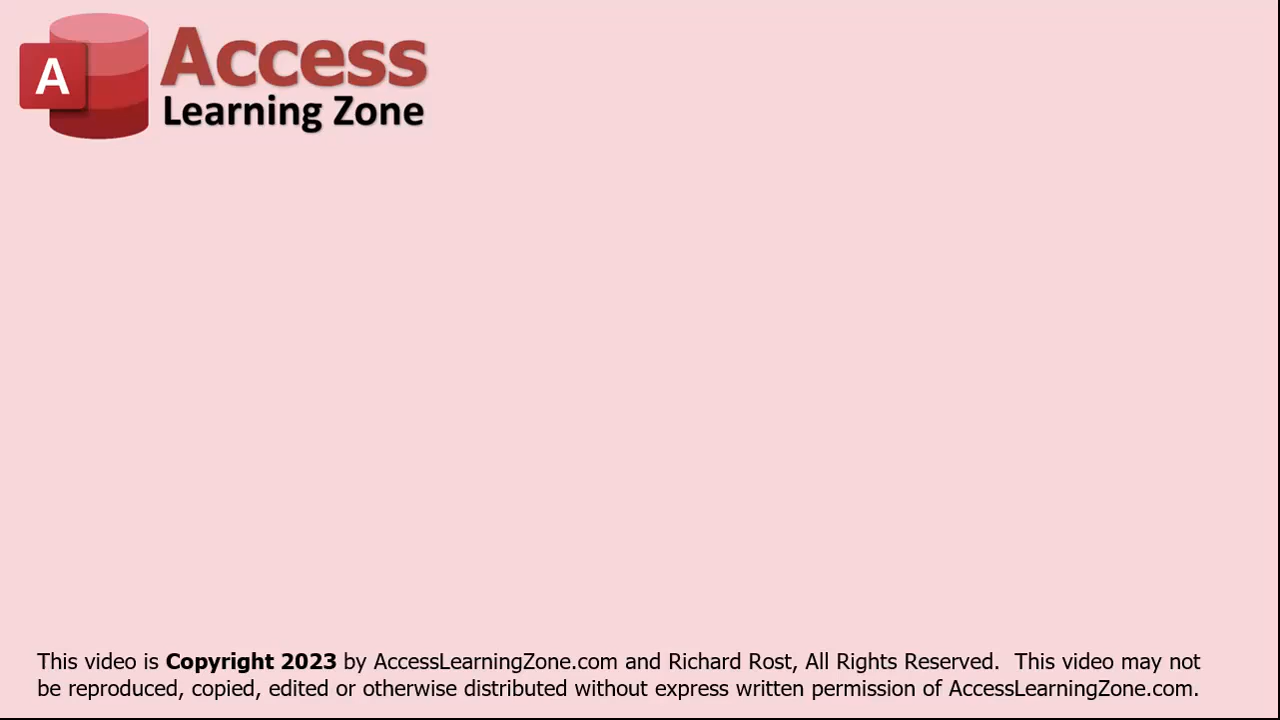 A
Access
Learning Zone
This video is Copyright 2023 by AccessLearningZone.com and Richard Rost, All Rights Reserved.  This video may not
be reproduced, copied, edited or otherwise distributed without express written permission of AccessLearningZone.com.